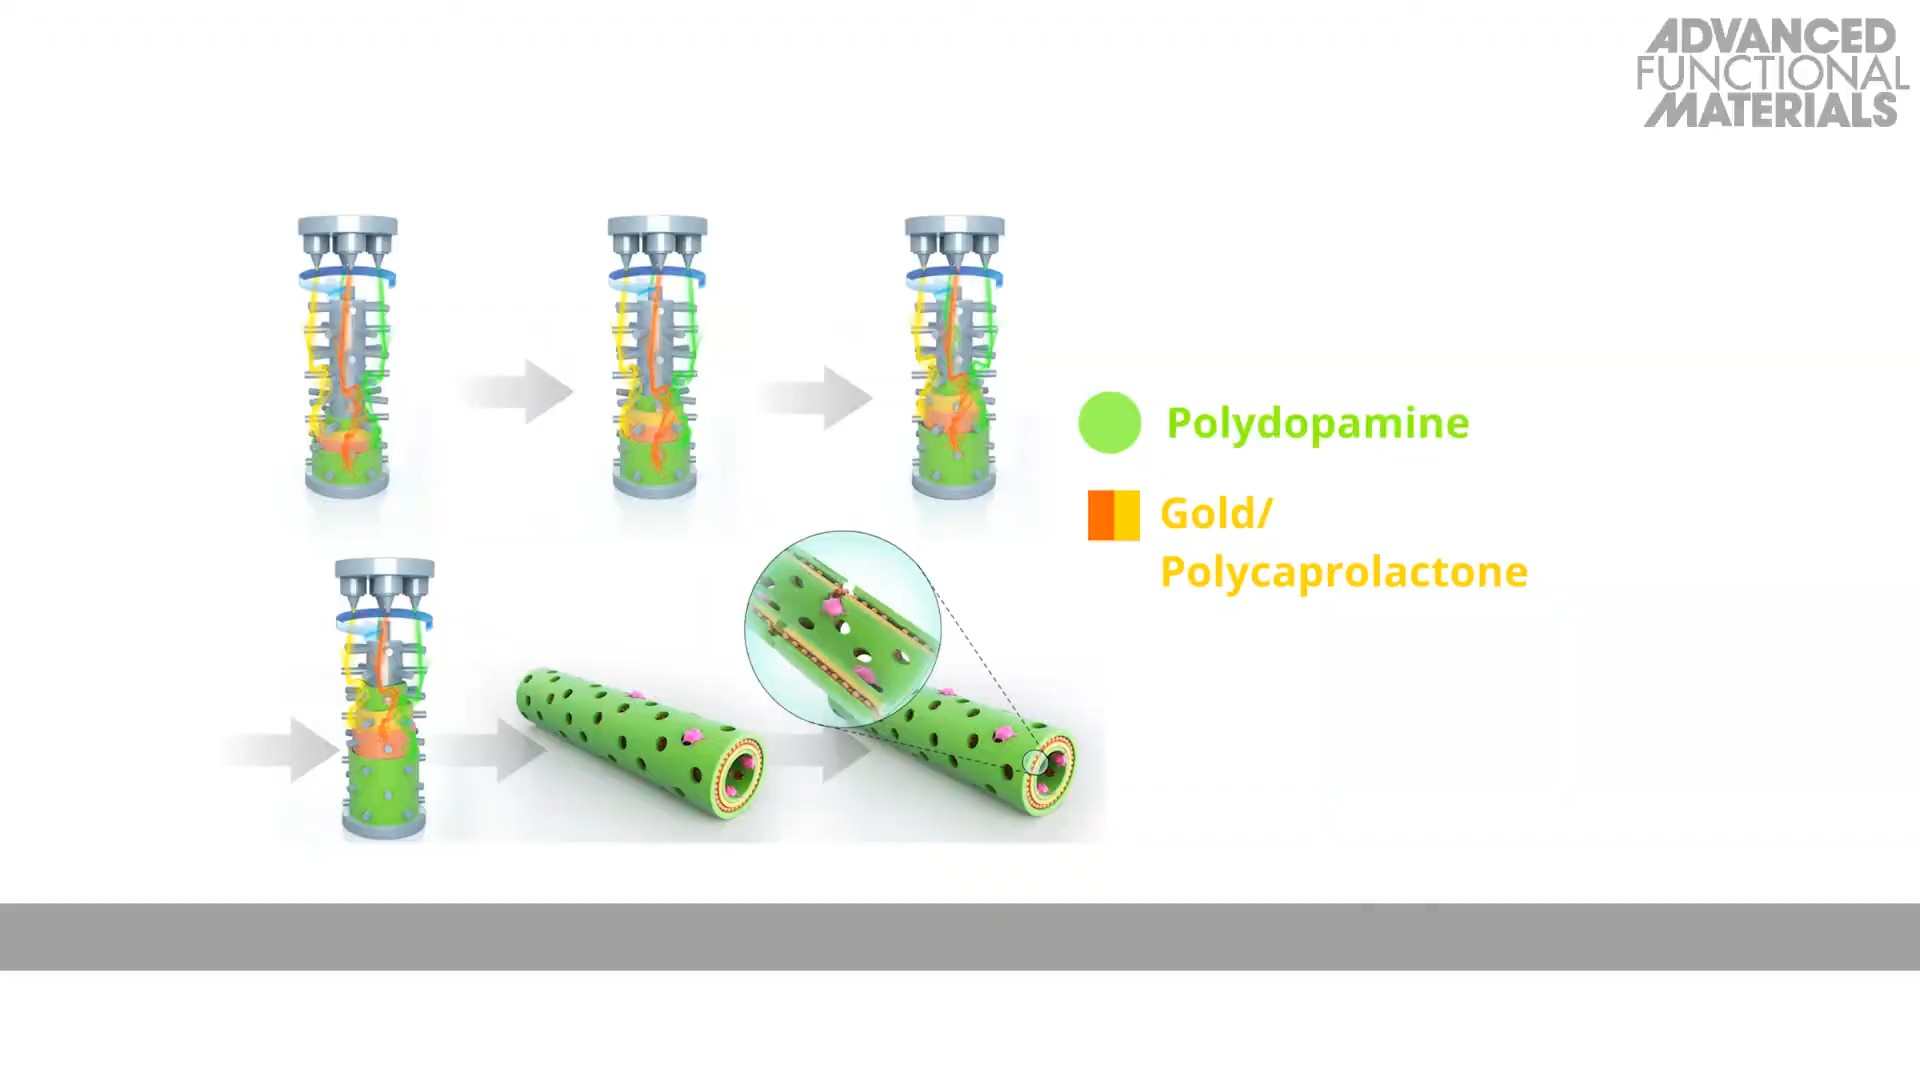 ADVANCED
FUNCTIONAL
MATERIALS
Polydopamine
Gold/
Polycaprolactone